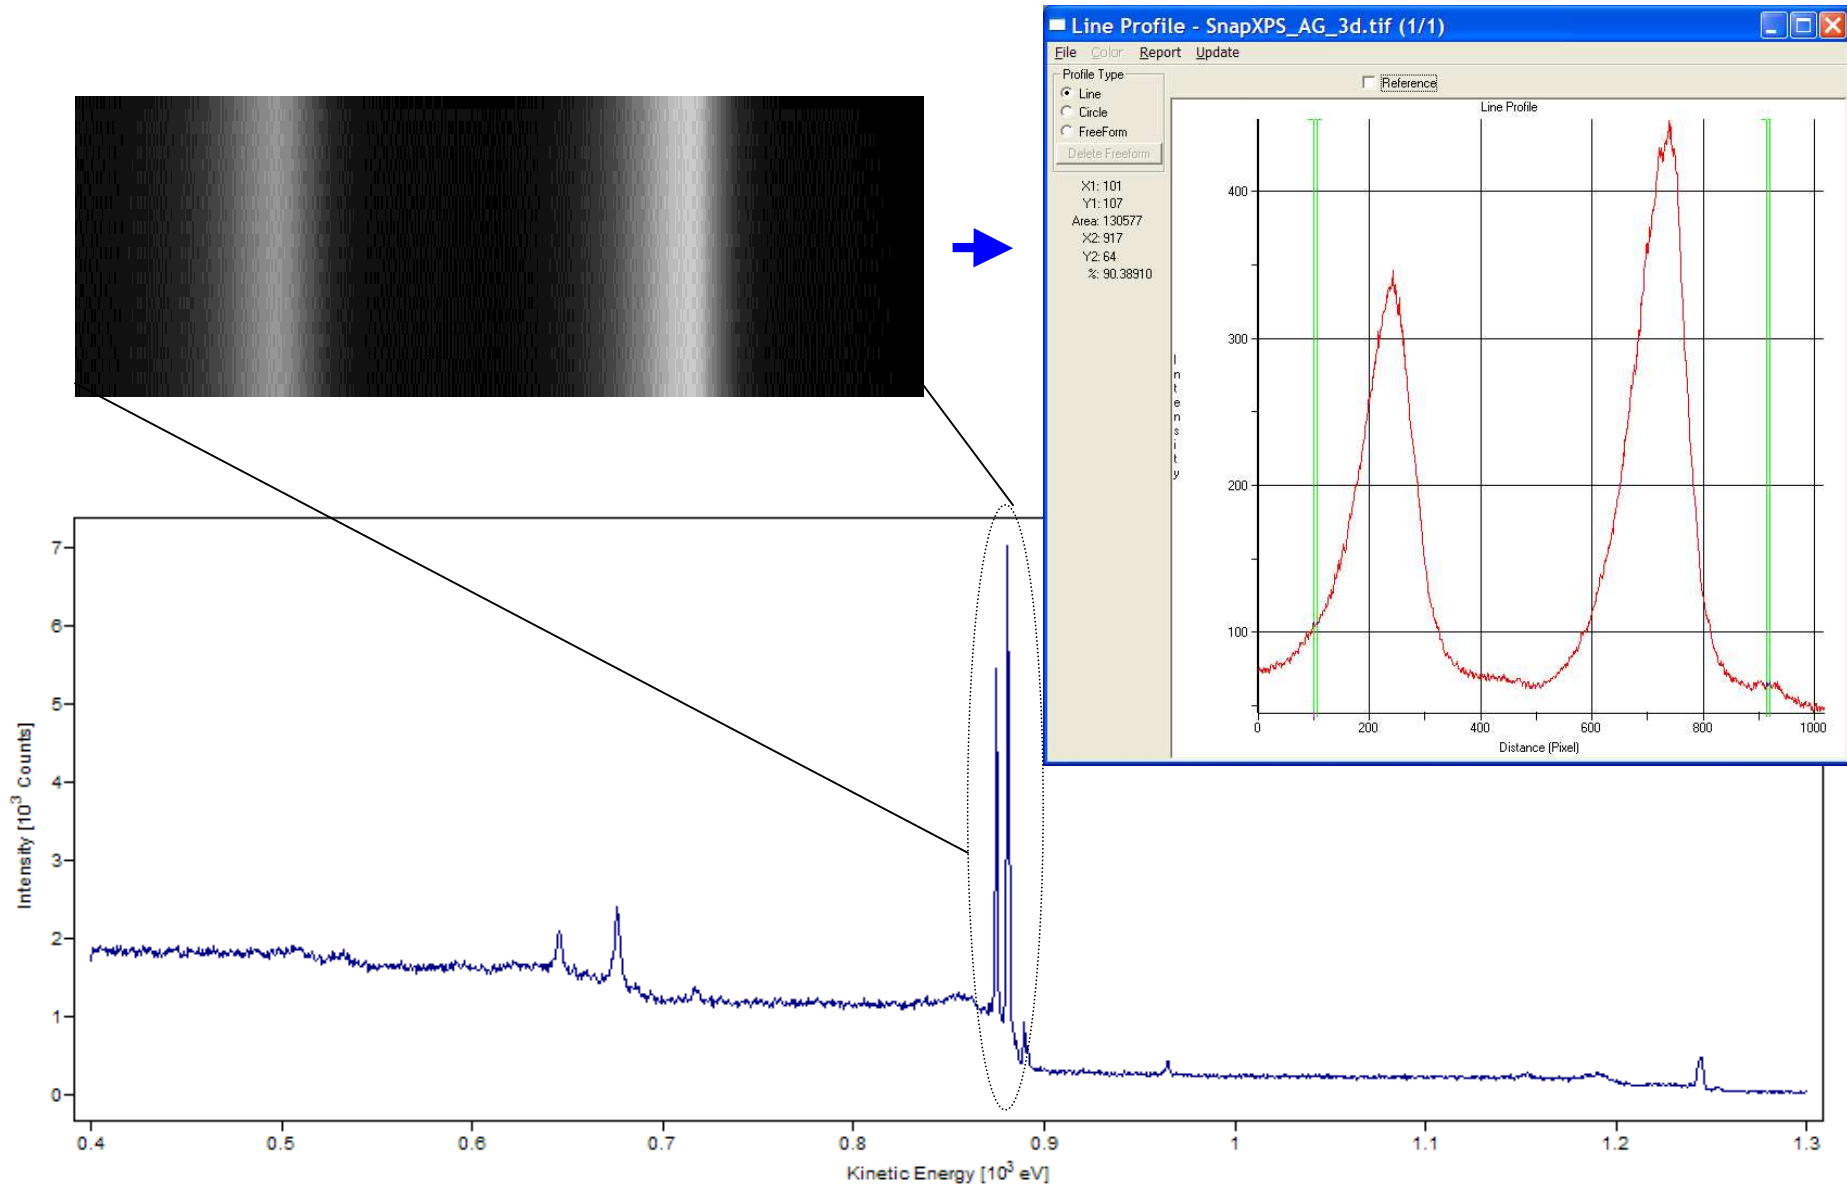 Line Profile - SnapXPS_AG_3d.tif (1/1)
File Color Report Update
Profile Type
Line
Circle
FreeForm
Delete Freeform
X1: 101
Y1: 107
Area: 130577
X2: 917
Y2: 64
%: 90.38910
Reference
Line Profile
400
300
200
100
Intensity
0 200 400 600 800 1000
Distance (Pixel)
7
6
5
4
3
2
1
0
Intensity [10³ Counts]
0.4 0.5 0.6 0.7 0.8 0.9 1 1.1 1.2 1.3
Kinetic Energy [10³ eV]